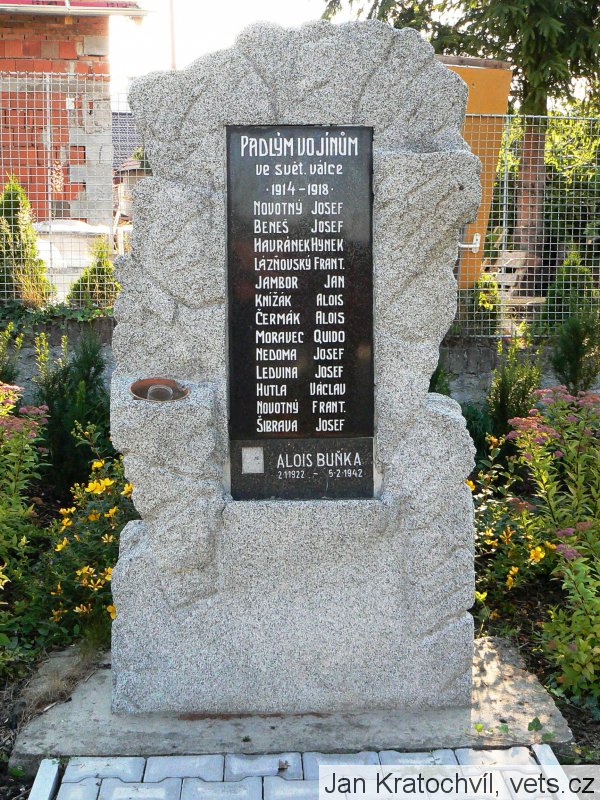 PADLÝM VOJÍNŮM
ve svět. válce
· 1914 – 1918 ·
NOVOTNÝ JOSEF
BENEŠ JOSEF
HAVRÁNEK HYNEK
LÁZŇOVSKÝ FRANT.
JAMBOR JAN
KNÍŽÁK ALOIS
ČERMÁK ALOIS
MORAVEC QUIDO
NEDOMA JOSEF
LEDVINA JOSEF
HUTLA VÁCLAV
NOVOTNÝ FRANT.
ŠIBRAVA JOSEF
ALOIS BUŇKA
2.1.1922 – 5.2.1942
Jan Kratochvíl, vets.cz